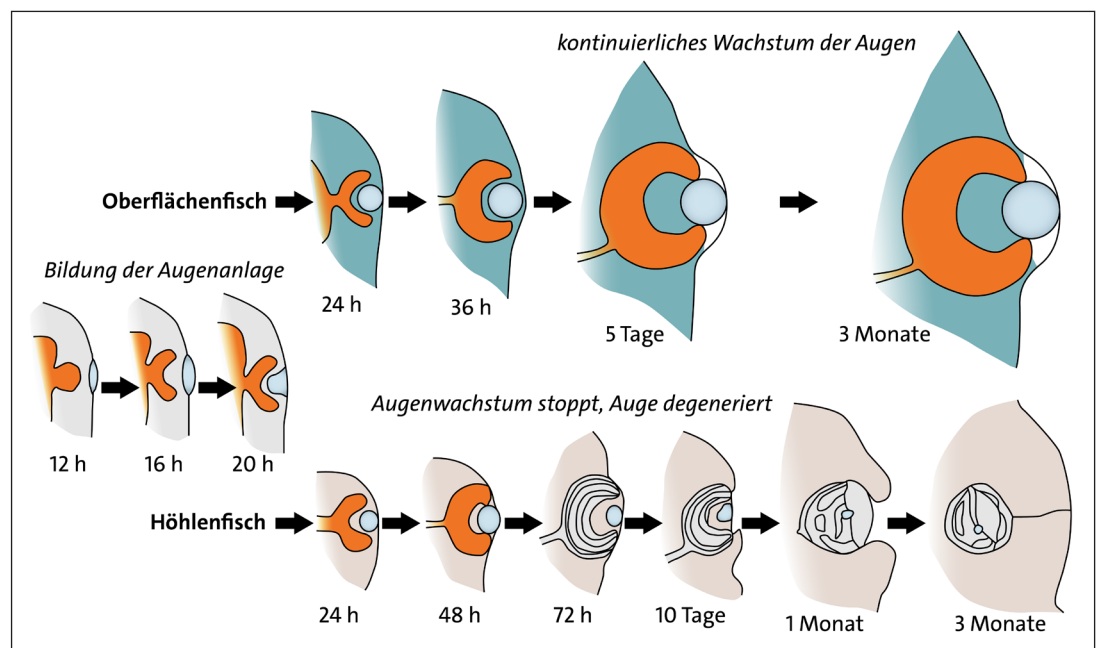 kontinuierliches Wachstum der Augen
Oberflächenfisch
24 h
36 h
5 Tage
3 Monate
Bildung der Augenanlage
12 h
16 h
20 h
Augenwachstum stoppt, Auge degeneriert
Höhlenfisch
24 h
48 h
72 h
10 Tage
1 Monat
3 Monate